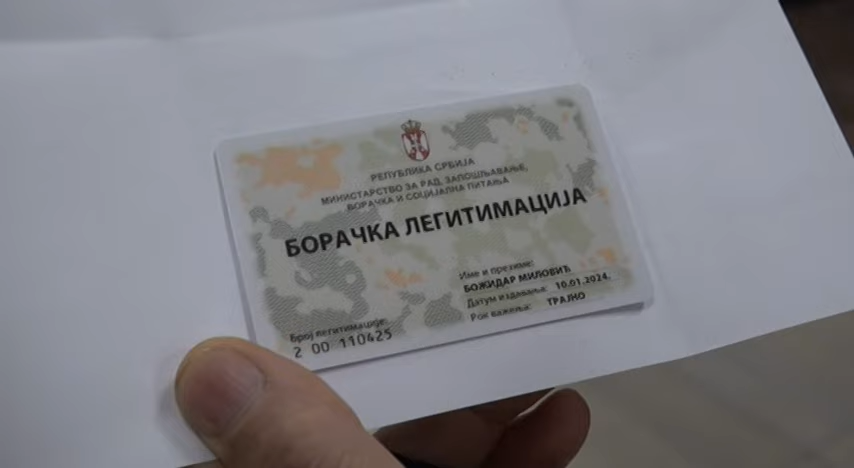 РЕПУБЛИКА СРБИЈА
МИНИСТАРСТВО ЗА РАД, ЗАПОШЉАВАЊЕ,
БОРАЧКА И СОЦИЈАЛНА ПИТАЊА
БОРАЧКА ЛЕГИТИМАЦИЈА
Име и презиме:
БОЖИДАР МИЛОВИЋ
Датум издавања: 10.01.2024.
Рок важења: ТРАЈНО
Број легитимације:
2 00 110425